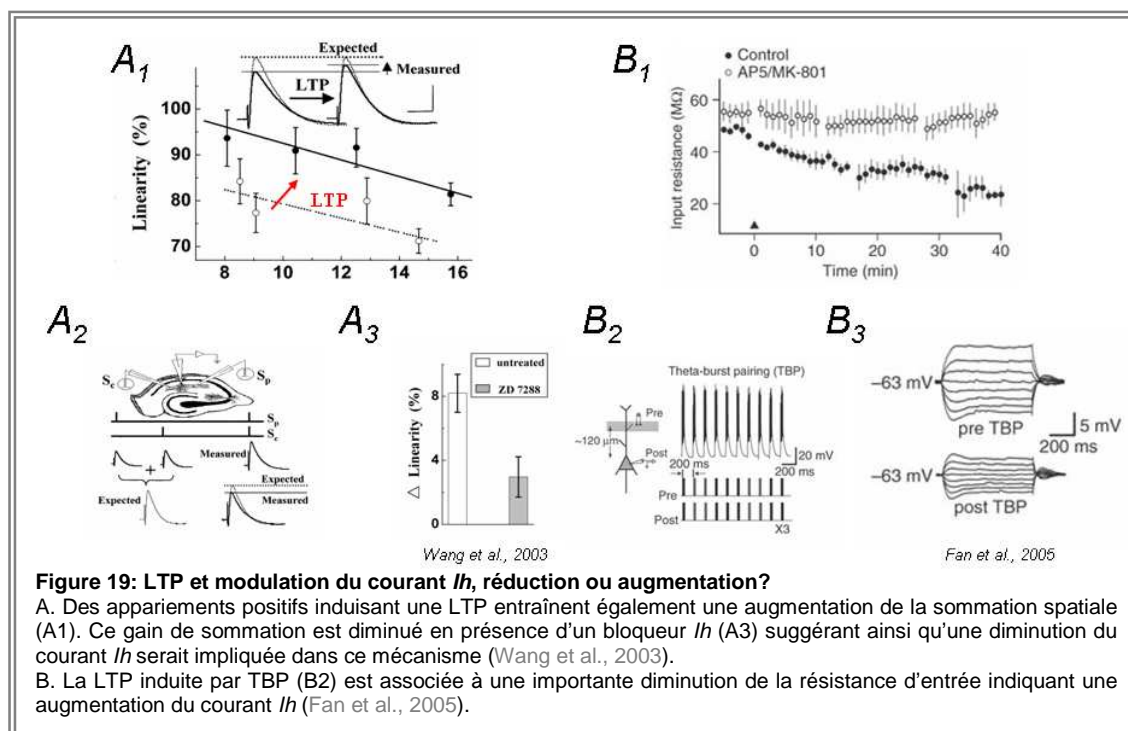 A1
Expected
Measured
LTP
100
90
80
70
Linearity (%)
LTP
8 10 12 14 16
B1
Control
AP5/MK-801
60
40
20
Input resistance (MΩ)
0 10 20 30 40
Time (min)
A2
Sc
Sp
Sp
Sc
Measured
+
Expected
Expected
Measured
A3
untreated
ZD 7288
8
4
0
Δ Linearity (%)
Wang et al., 2003
B2
Theta-burst pairing (TBP)
Pre
~120 µm
Post
20 mV
200 ms
200 ms
Pre
Post
X3
B3
–63 mV
pre TBP
5 mV
200 ms
–63 mV
post TBP
Fan et al., 2005
Figure 19: LTP et modulation du courant Ih, réduction ou augmentation?
A. Des appariements positifs induisant une LTP entraînent également une augmentation de la sommation spatiale
(A1). Ce gain de sommation est diminué en présence d’un bloqueur Ih (A3) suggérant ainsi qu’une diminution du
courant Ih serait impliquée dans ce mécanisme (Wang et al., 2003).
B. La LTP induite par TBP (B2) est associée à une importante diminution de la résistance d’entrée indiquant une
augmentation du courant Ih (Fan et al., 2005).